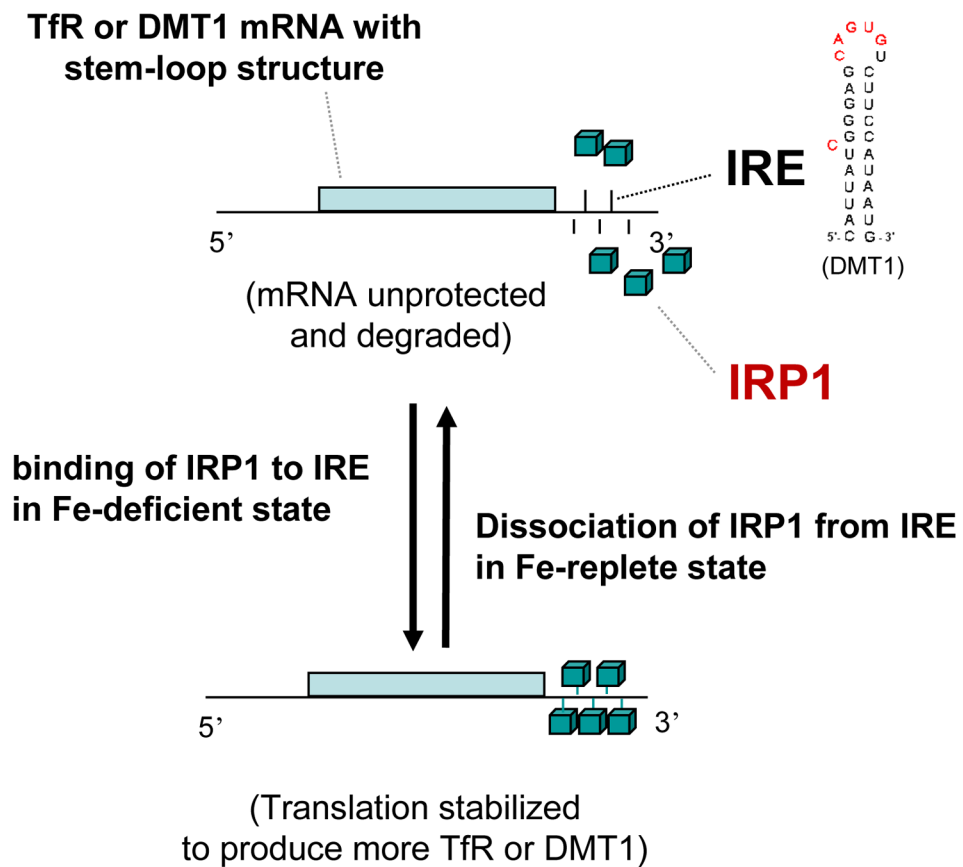 TfR or DMT1 mRNA with
stem-loop structure
G U
A G
C U
G C
A U
G U
G C
G C
C U A
A U
U A
U A
A U
5'- C G -3'
(DMT1)
IRE
5’ 3’
(mRNA unprotected
and degraded)
IRP1
binding of IRP1 to IRE
in Fe-deficient state
Dissociation of IRP1 from IRE
in Fe-replete state
5’ 3’
(Translation stabilized
to produce more TfR or DMT1)